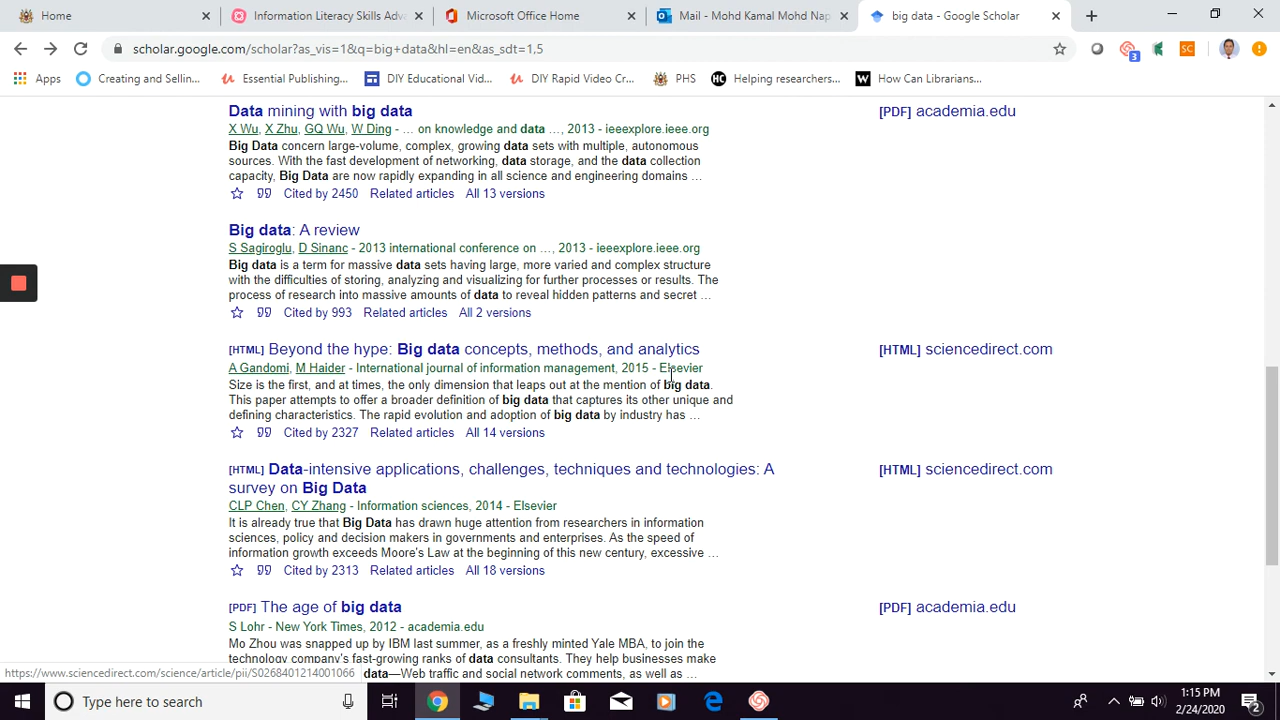 Home
Information Literacy Skills Adva
Microsoft Office Home
Mail - Mohd Kamal Mohd Nap
big data - Google Scholar
scholar.google.com/scholar?as_vis=1&q=big+data&hl=en&as_sdt=1,5
SC
3
Apps
Creating and Sellin...
Essential Publishing...
DIY Educational Vid...
DIY Rapid Video Cr...
PHS
HC
Helping researchers...
W
How Can Librarians...
Data mining with big data
[PDF] academia.edu
X Wu, X Zhu, GQ Wu, W Ding - … on knowledge and data …, 2013 - ieeexplore.ieee.org
Big Data concern large-volume, complex, growing data sets with multiple, autonomous
sources. With the fast development of networking, data storage, and the data collection
capacity, Big Data are now rapidly expanding in all science and engineering domains …
Cited by 2450 Related articles All 13 versions
Big data: A review
S Sagiroglu, D Sinanc - 2013 international conference on …, 2013 - ieeexplore.ieee.org
Big data is a term for massive data sets having large, more varied and complex structure
with the difficulties of storing, analyzing and visualizing for further processes or results. The
process of research into massive amounts of data to reveal hidden patterns and secret …
Cited by 993 Related articles All 2 versions
[HTML] Beyond the hype: Big data concepts, methods, and analytics
[HTML] sciencedirect.com
A Gandomi, M Haider - International journal of information management, 2015 - Elsevier
Size is the first, and at times, the only dimension that leaps out at the mention of big data.
This paper attempts to offer a broader definition of big data that captures its other unique and
defining characteristics. The rapid evolution and adoption of big data by industry has …
Cited by 2327 Related articles All 14 versions
[HTML] Data-intensive applications, challenges, techniques and technologies: A
survey on Big Data
[HTML] sciencedirect.com
CLP Chen, CY Zhang - Information sciences, 2014 - Elsevier
It is already true that Big Data has drawn huge attention from researchers in information
sciences, policy and decision makers in governments and enterprises. As the speed of
information growth exceeds Moore's Law at the beginning of this new century, excessive …
Cited by 2313 Related articles All 18 versions
[PDF] The age of big data
[PDF] academia.edu
S Lohr - New York Times, 2012 - academia.edu
Mo Zhou was snapped up by IBM last summer, as a freshly minted Yale MBA, to join the
technology company's fast-growing ranks of data consultants. They help businesses make
data—Web traffic and social network comments, as well as …
https://www.sciencedirect.com/science/article/pii/S0268401214001066
Type here to search
1:15 PM
2/24/2020
2